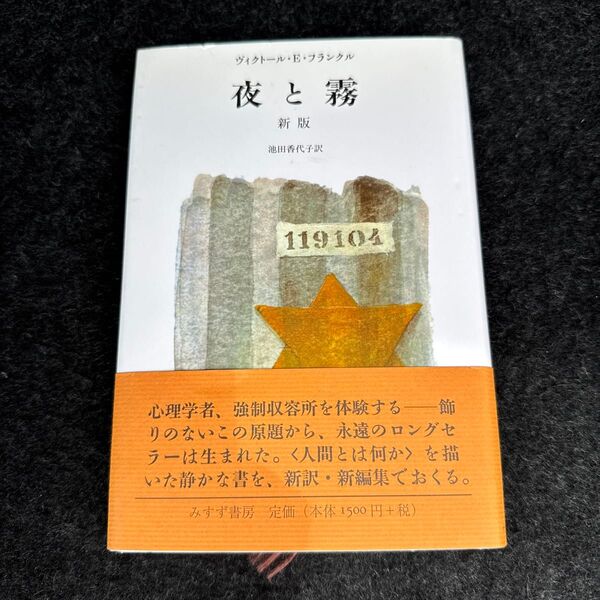 ヴィクトール・E・フランクル
夜と霧
新版
池田香代子訳
119104
心理学者、強制収容所を体験する――飾
りのないこの原題から、永遠のロングセ
ラーは生まれた。〈人間とは何か〉を描
いた静かな書を、新訳・新編集でおくる。
みすず書房 定価（本体1500円+税）